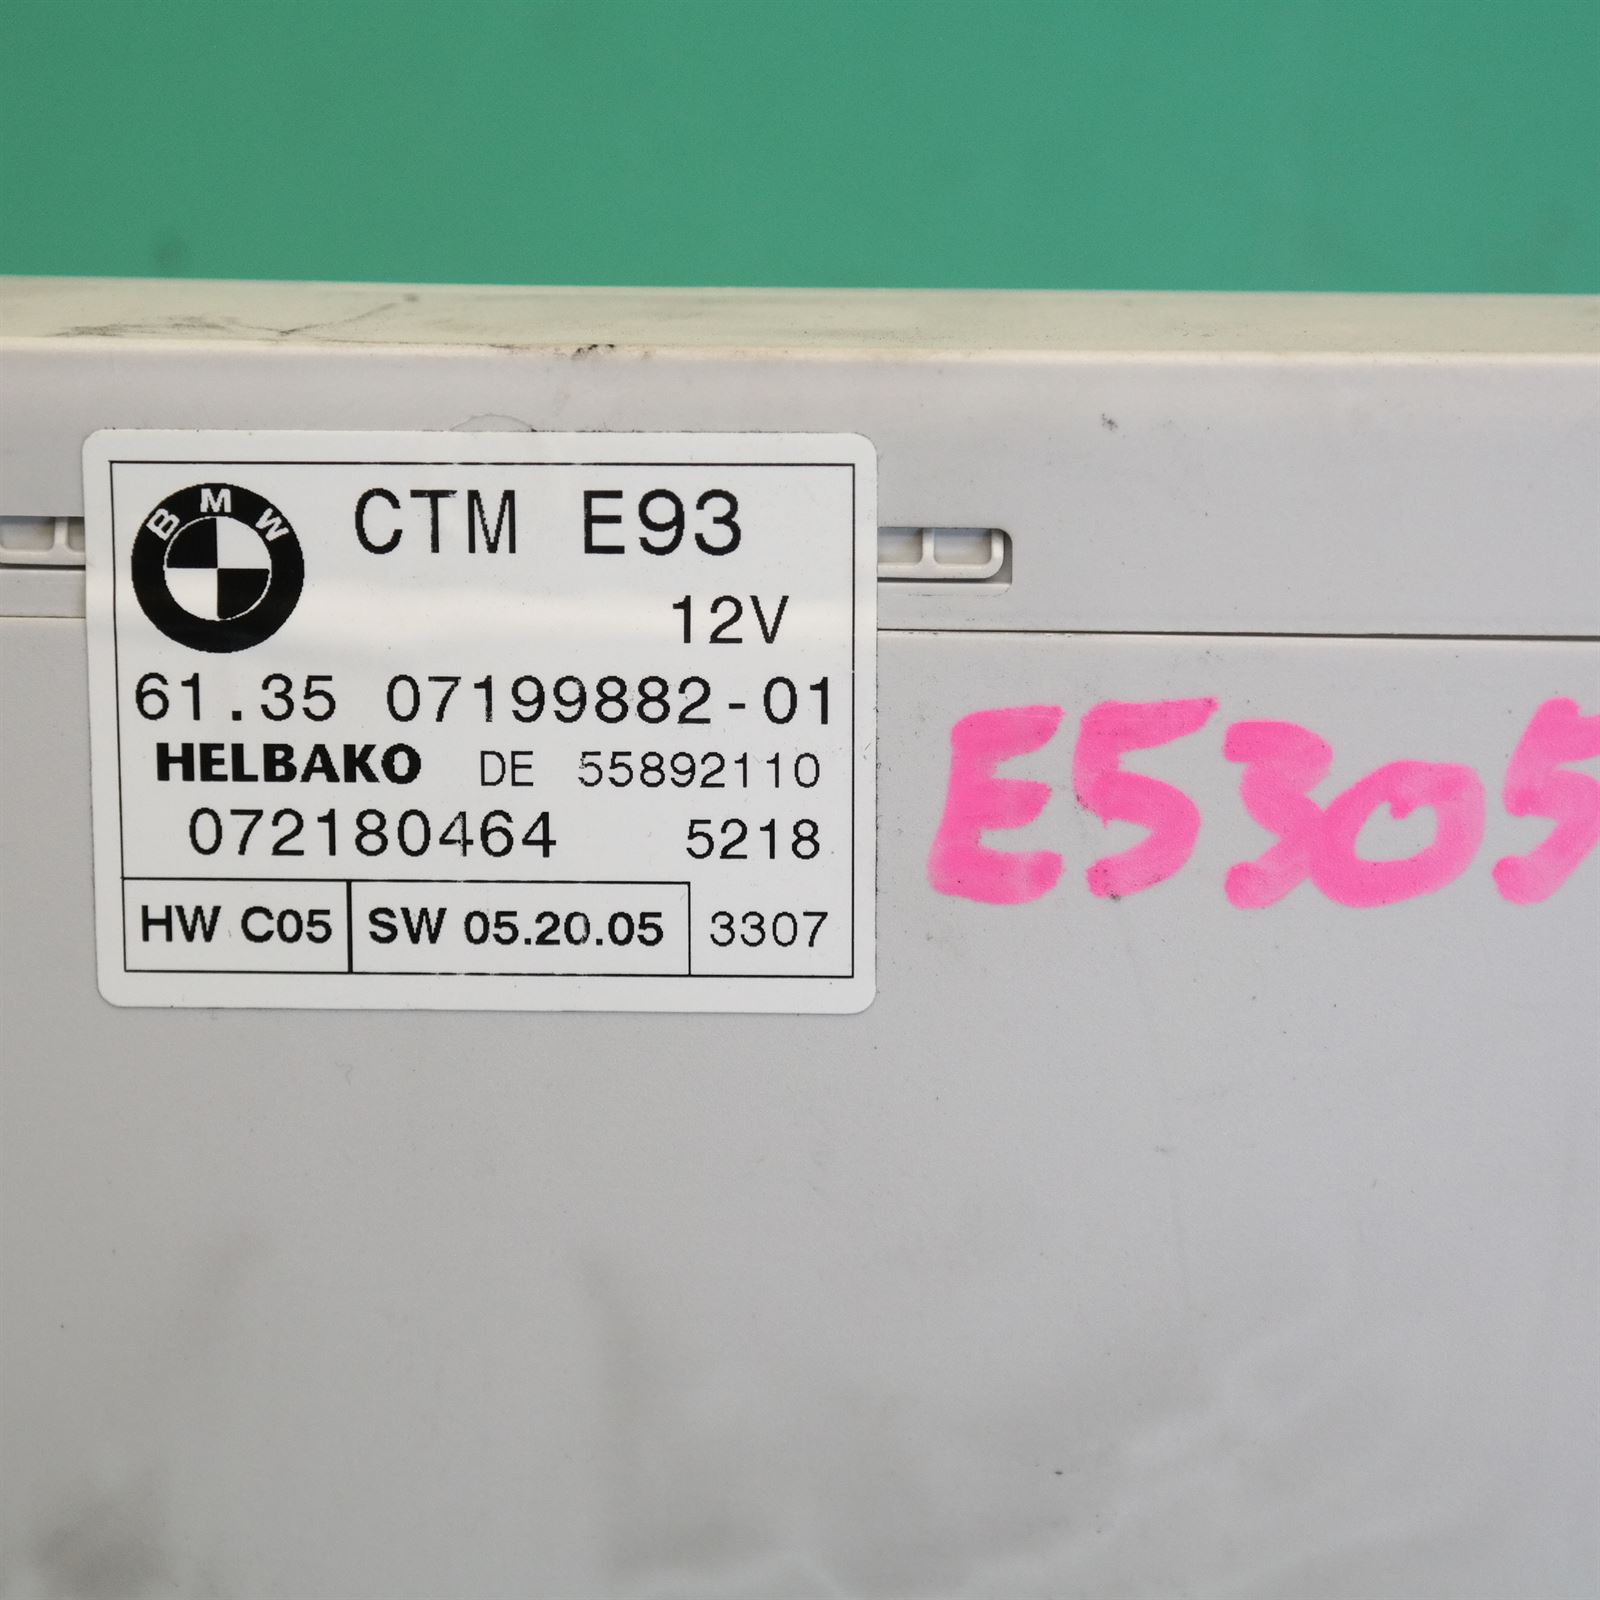 BMW CTM E93
12V
61.35 07199882-01
HELBAKO DE 55892110
072180464 5218
HW C05 SW 05.20.05 3307
E5305